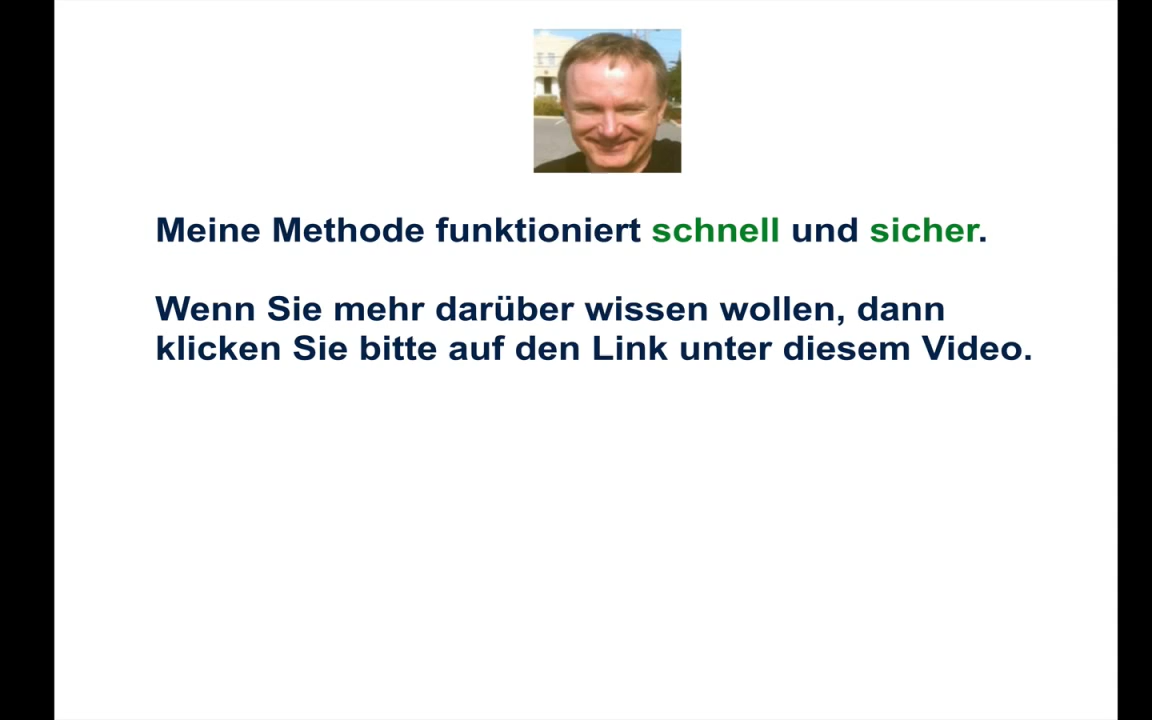 Meine Methode funktioniert schnell und sicher.
Wenn Sie mehr darüber wissen wollen, dann
klicken Sie bitte auf den Link unter diesem Video.